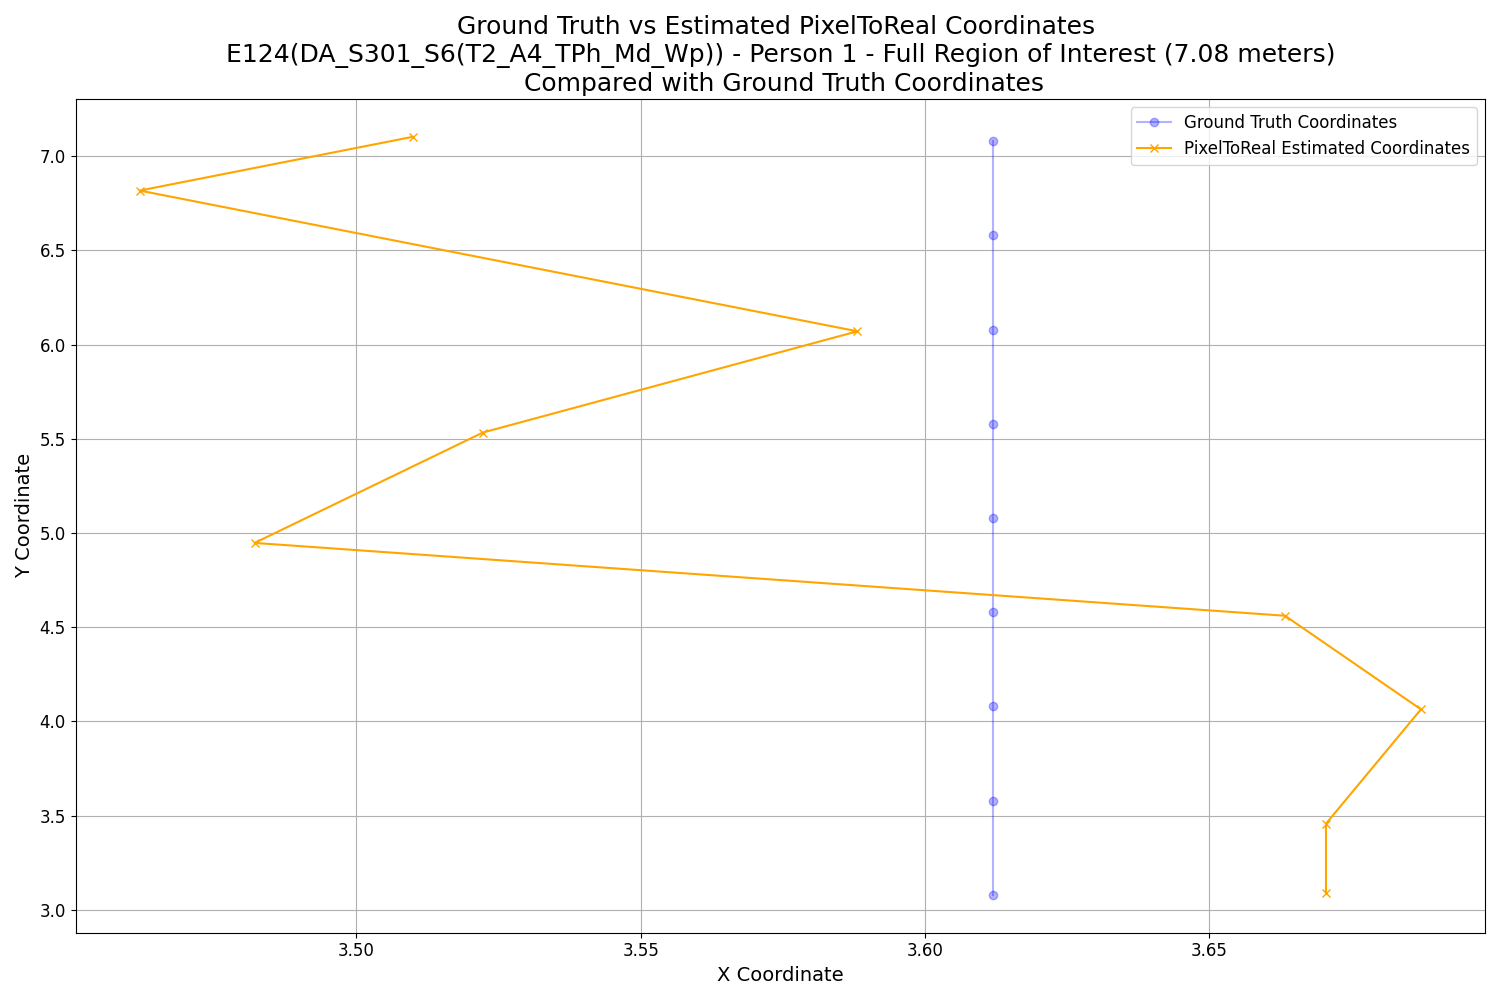 Ground Truth vs Estimated PixelToReal Coordinates
E124(DA_S301_S6(T2_A4_TPh_Md_Wp)) - Person 1 - Full Region of Interest (7.08 meters)
Compared with Ground Truth Coordinates
Ground Truth Coordinates
PixelToReal Estimated Coordinates
Y Coordinate
7.0
6.5
6.0
5.5
5.0
4.5
4.0
3.5
3.0
3.50
3.55
3.60
3.65
X Coordinate